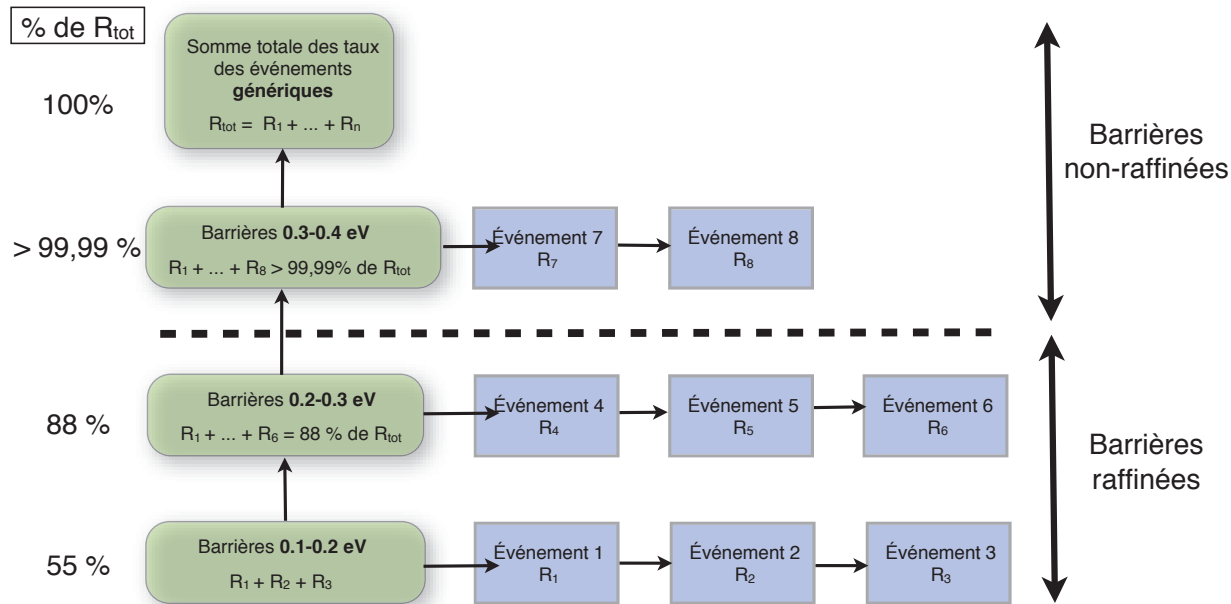 % de Rtot
Somme totale des taux
des événements
génériques
Rtot = R1 + ... + Rn
100%
Barrières
non-raffinées
> 99,99 %
Barrières 0.3-0.4 eV
R1 + ... + R8 > 99,99% de Rtot
Événement 7
R7
Événement 8
R8
88 %
Barrières 0.2-0.3 eV
R1 + ... + R6 = 88 % de Rtot
Événement 4
R4
Événement 5
R5
Événement 6
R6
Barrières
raffinées
55 %
Barrières 0.1-0.2 eV
R1 + R2 + R3
Événement 1
R1
Événement 2
R2
Événement 3
R3